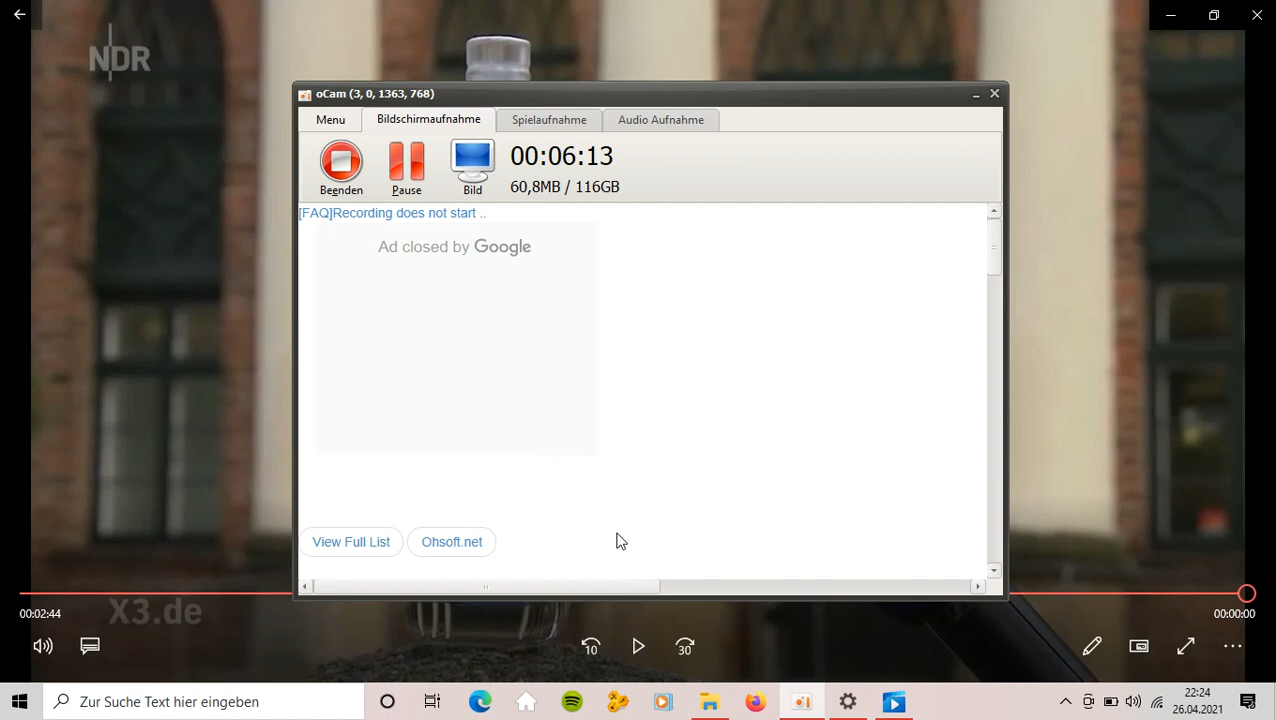 NDR
oCam (3, 0, 1363, 768)
Menu
Bildschirmaufnahme
Spielaufnahme
Audio Aufnahme
Beenden
Pause
Bild
00:06:13
60,8MB / 116GB
[FAQ]Recording does not start ..
Ad closed by Google
View Full List
Ohsoft.net
00:02:44
X3.de
00:00:00
10
30
Zur Suche Text hier eingeben
22:24
26.04.2021